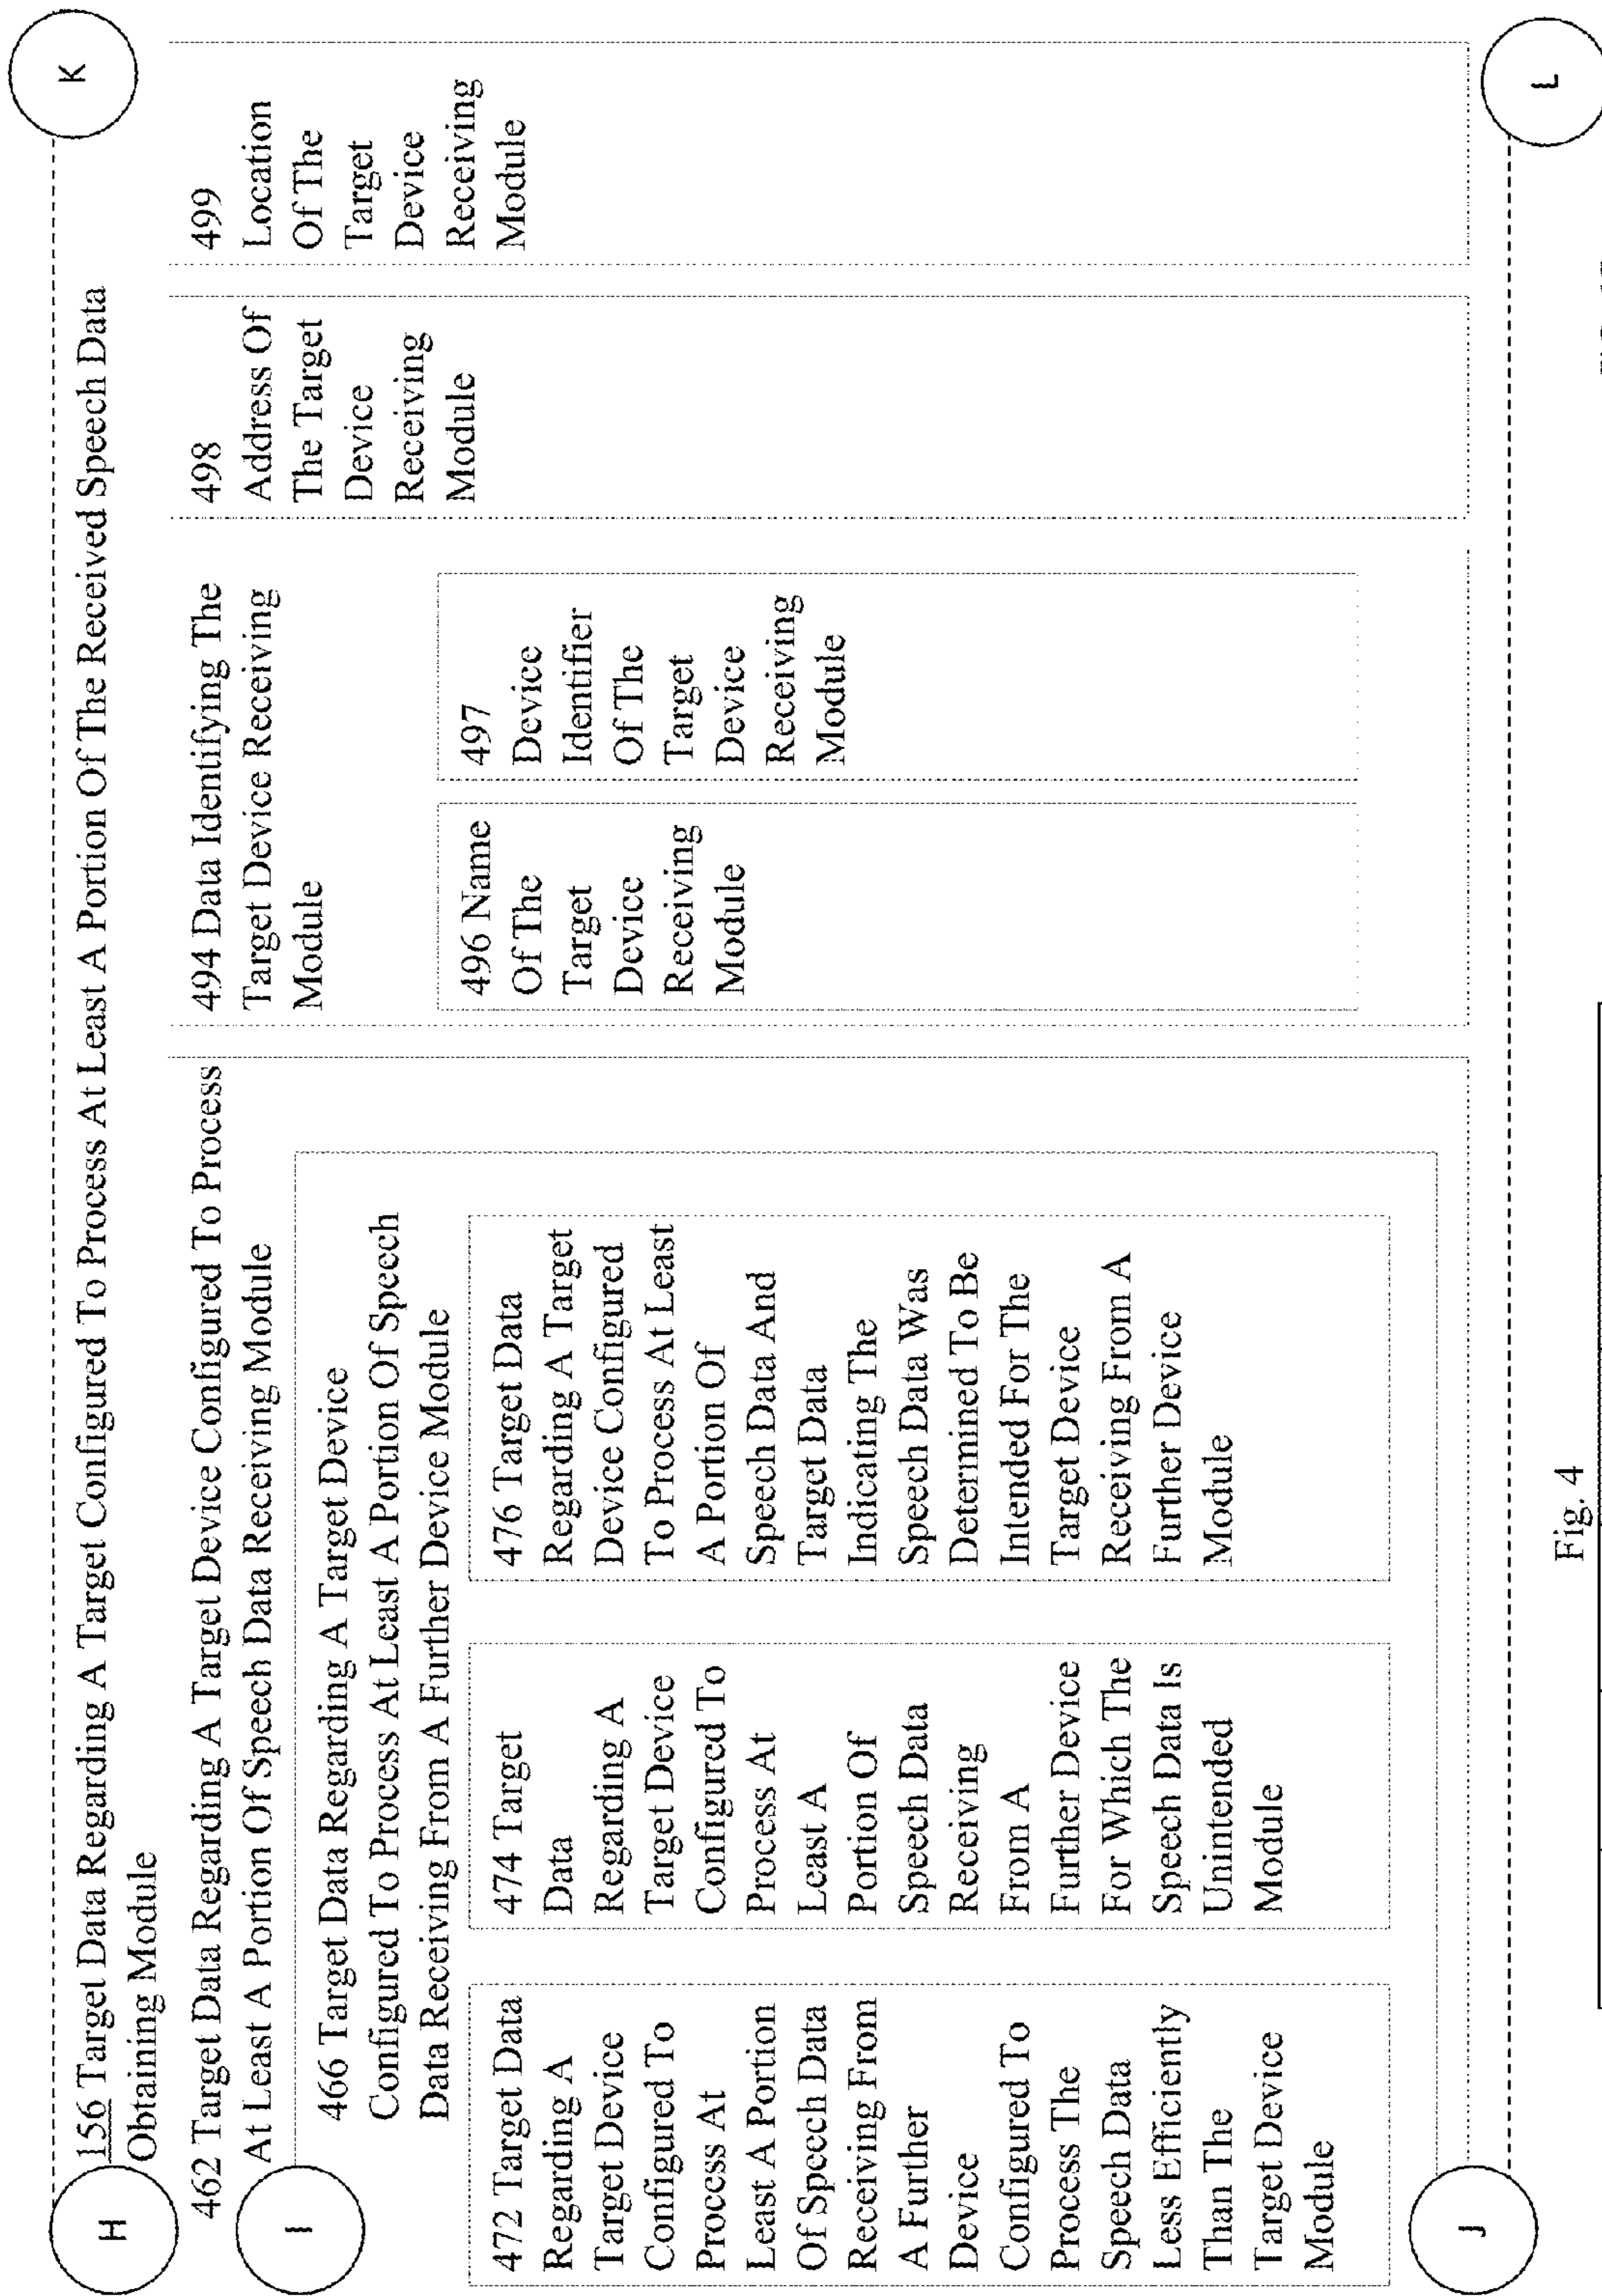 H
K
156 Target Data Regarding A Target Configured To Process At Least A Portion Of The Received Speech Data
Obtaining Module
462 Target Data Regarding A Target Device Configured To Process
At Least A Portion Of Speech Data Receiving Module
I
466 Target Data Regarding A Target Device
Configured To Process At Least A Portion Of Speech
Data Receiving From A Further Device Module
472 Target Data
Regarding A
Target Device
Configured To
Process At
Least A Portion
Of Speech Data
Receiving From
A Further
Device
Configured To
Process The
Speech Data
Less Efficiently
Than The
Target Device
Module
474 Target
Data
Regarding A
Target Device
Configured To
Process At
Least A
Portion Of
Speech Data
Receiving
From A
Further Device
For Which The
Speech Data Is
Unintended
Module
476 Target Data
Regarding A Target
Device Configured
To Process At Least
A Portion Of
Speech Data And
Target Data
Indicating The
Speech Data Was
Determined To Be
Intended For The
Target Device
Receiving From A
Further Device
Module
494 Data Identifying The
Target Device Receiving
Module
496 Name
Of The
Target
Device
Receiving
Module
497
Device
Identifier
Of The
Target
Device
Receiving
Module
498
Address Of
The Target
Device
Receiving
Module
499
Location
Of The
Target
Device
Receiving
Module
J
L
Fig. 4